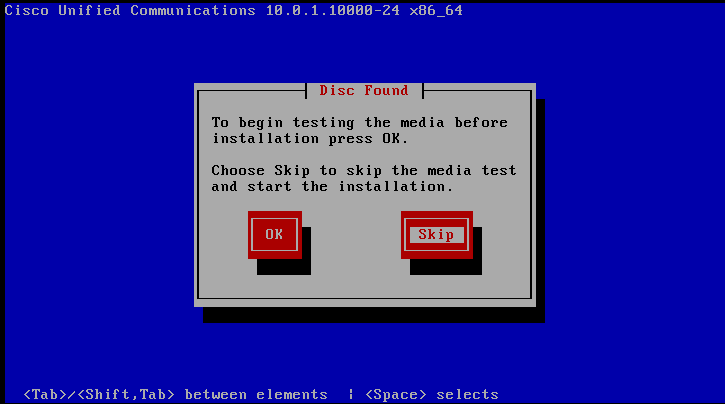 Cisco Unified Communications 10.0.1.10000-24 x86_64
Disc Found
To begin testing the media before
installation press OK.
Choose Skip to skip the media test
and start the installation.
OK
Skip
<Tab>/<Shift,Tab> between elements ¦ <Space> selects